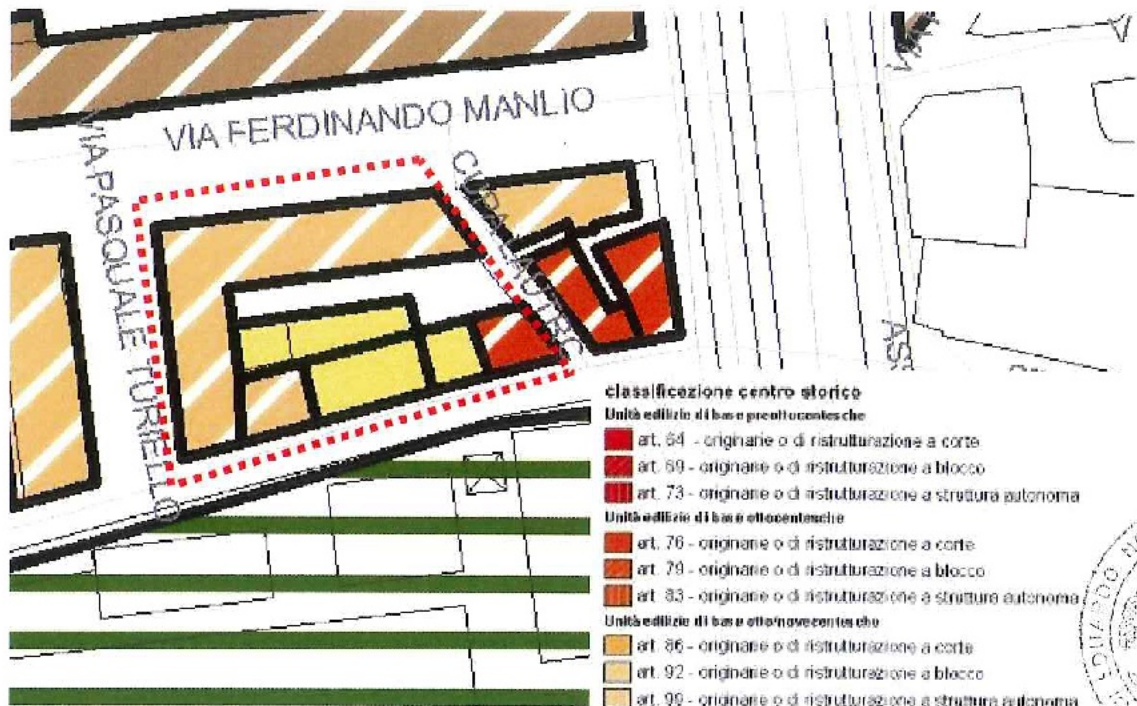 VIA FERDINANDO MANLIO
VIA PASQUALE TURIELLO
CUPA LAUTREC
AS
classificazione centro storico
Unità edilizie di base preottocentesche
art. 64 - originarie o di ristrutturazione a corte
art. 69 - originarie o di ristrutturazione a blocco
art. 73 - originarie o di ristrutturazione a struttura autonoma
Unità edilizie di base ottocentesche
art. 76 - originarie o di ristrutturazione a corte
art. 79 - originarie o di ristrutturazione a blocco
art. 83 - originarie o di ristrutturazione a struttura autonoma
Unità edilizie di base otto/novecentesche
art. 86 - originarie o di ristrutturazione a corte
art. 92 - originarie o di ristrutturazione a blocco
art. 99 - originarie o di ristrutturazione a struttura autonoma